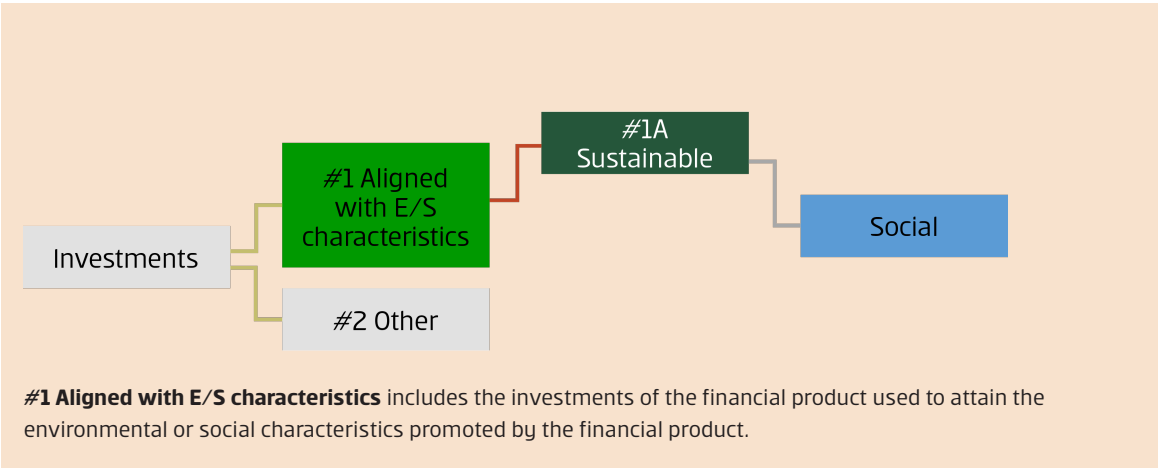 #1A
Sustainable
#1 Aligned
with E/S
characteristics
Social
Investments
#2 Other
#1 Aligned with E/S characteristics includes the investments of the financial product used to attain the
environmental or social characteristics promoted by the financial product.